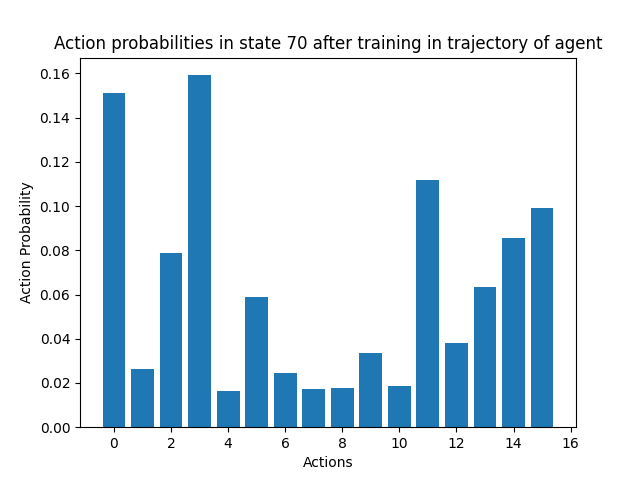 Action probabilities in state 70 after training in trajectory of agent
0.16
0.14
0.12
0.10
0.08
0.06
0.04
0.02
0.00
Action Probability
0 2 4 6 8 10 12 14 16
Actions